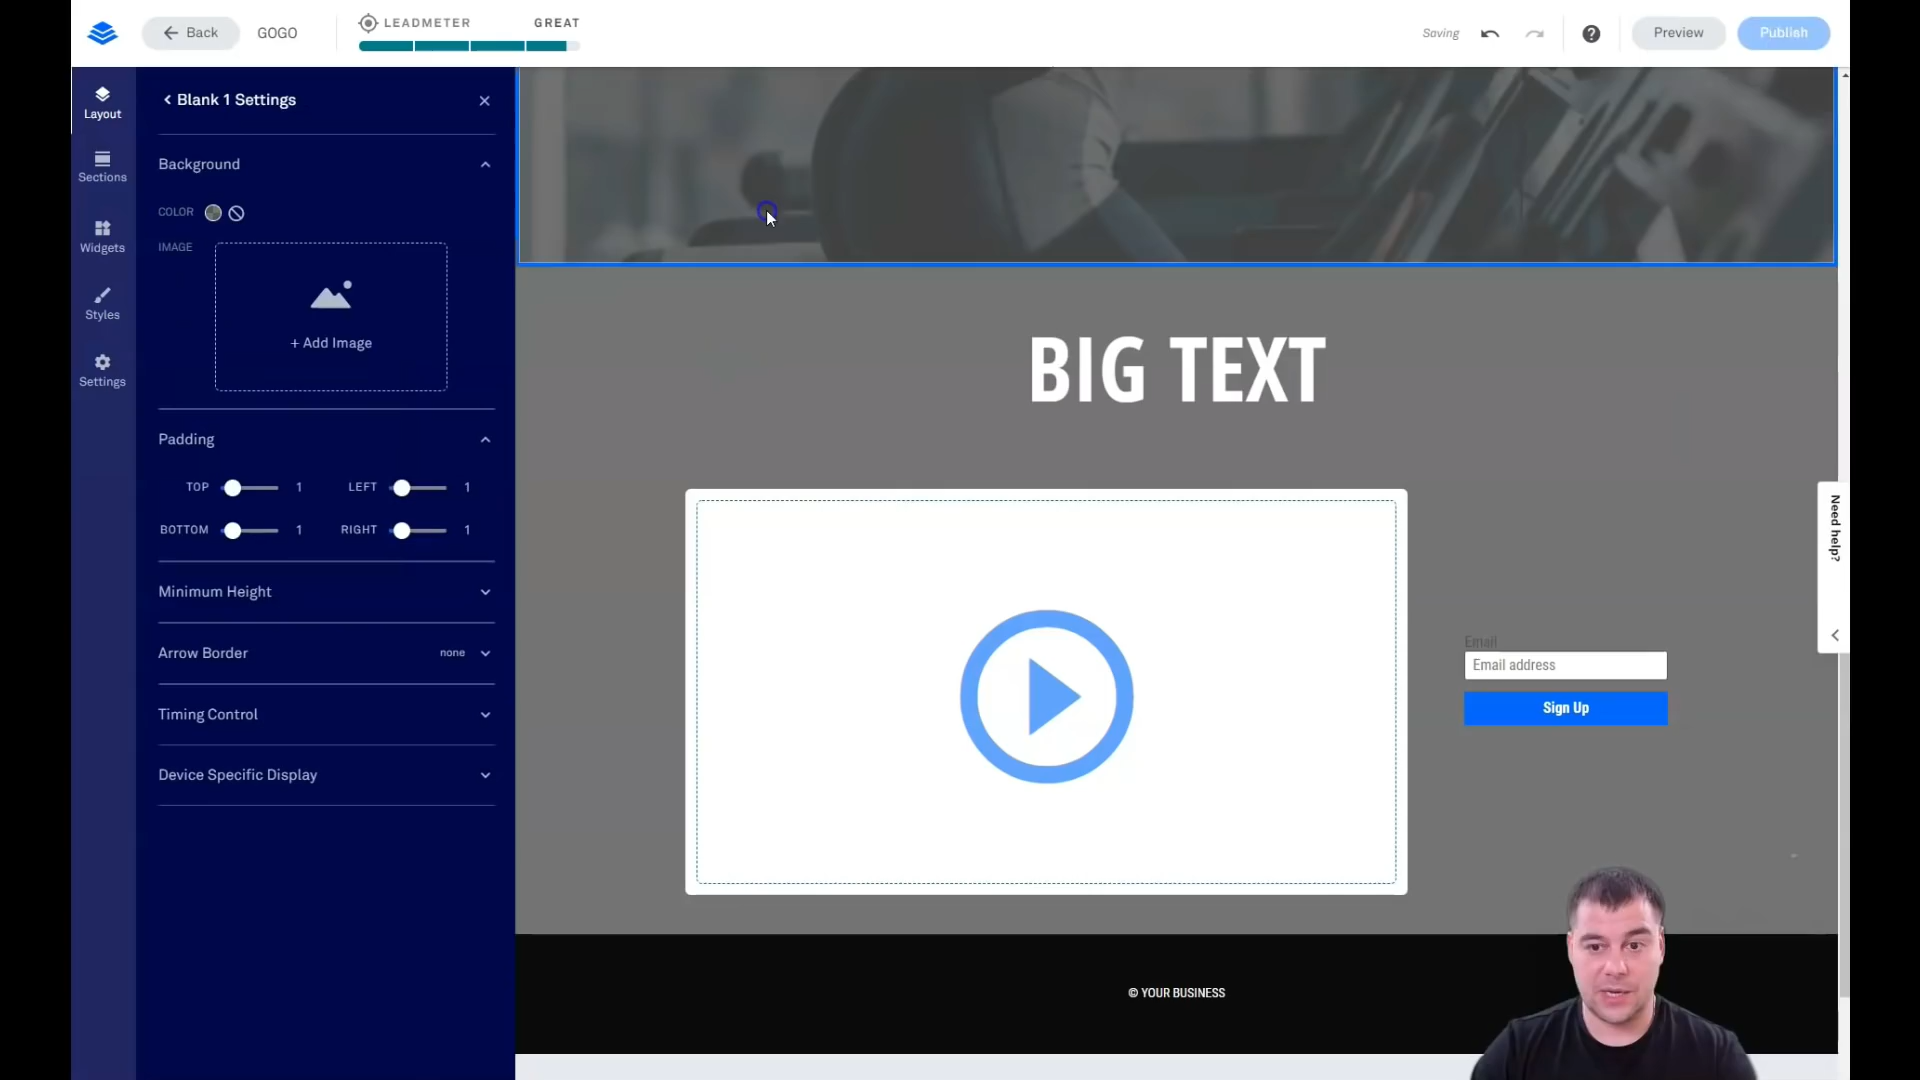 Back
GOGO
LEADMETER GREAT
Saving
Preview
Publish
Layout
Sections
Widgets
Styles
Settings
Blank 1 Settings
Background
COLOR
IMAGE
+ Add Image
Padding
TOP 1 LEFT 1
BOTTOM 1 RIGHT 1
Minimum Height
Arrow Border none
Timing Control
Device Specific Display
BIG TEXT
Email
Email address
Sign Up
© YOUR BUSINESS
Need help?